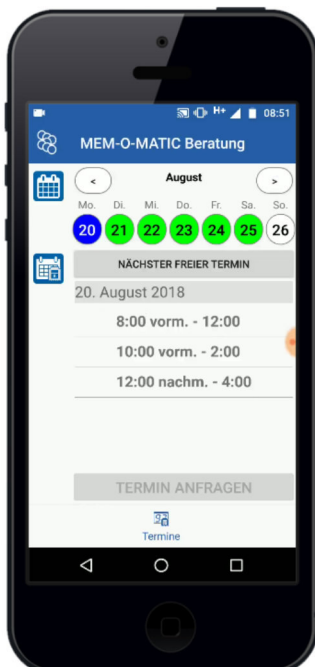 H+ 08:51
MEM-O-MATIC Beratung
< August >
Mo. Di. Mi. Do. Fr. Sa. So.
20 21 22 23 24 25 26
NÄCHSTER FREIER TERMIN
20. August 2018
8:00 vorm. - 12:00
10:00 vorm. - 2:00
12:00 nachm. - 4:00
TERMIN ANFRAGEN
Termine